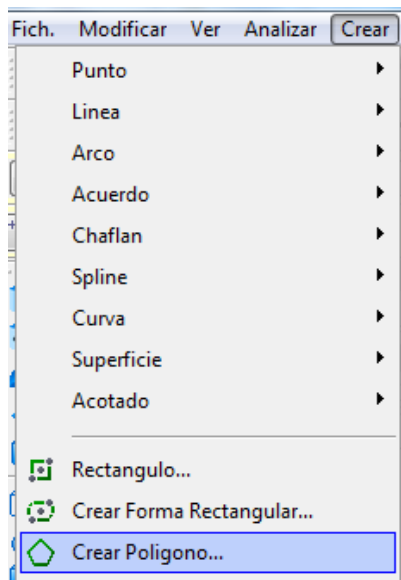 Fich. Modificar Ver Analizar Crear
Punto
Linea
Arco
Acuerdo
Chaflan
Spline
Curva
Superficie
Acotado
Rectangulo...
Crear Forma Rectangular...
Crear Poligono...